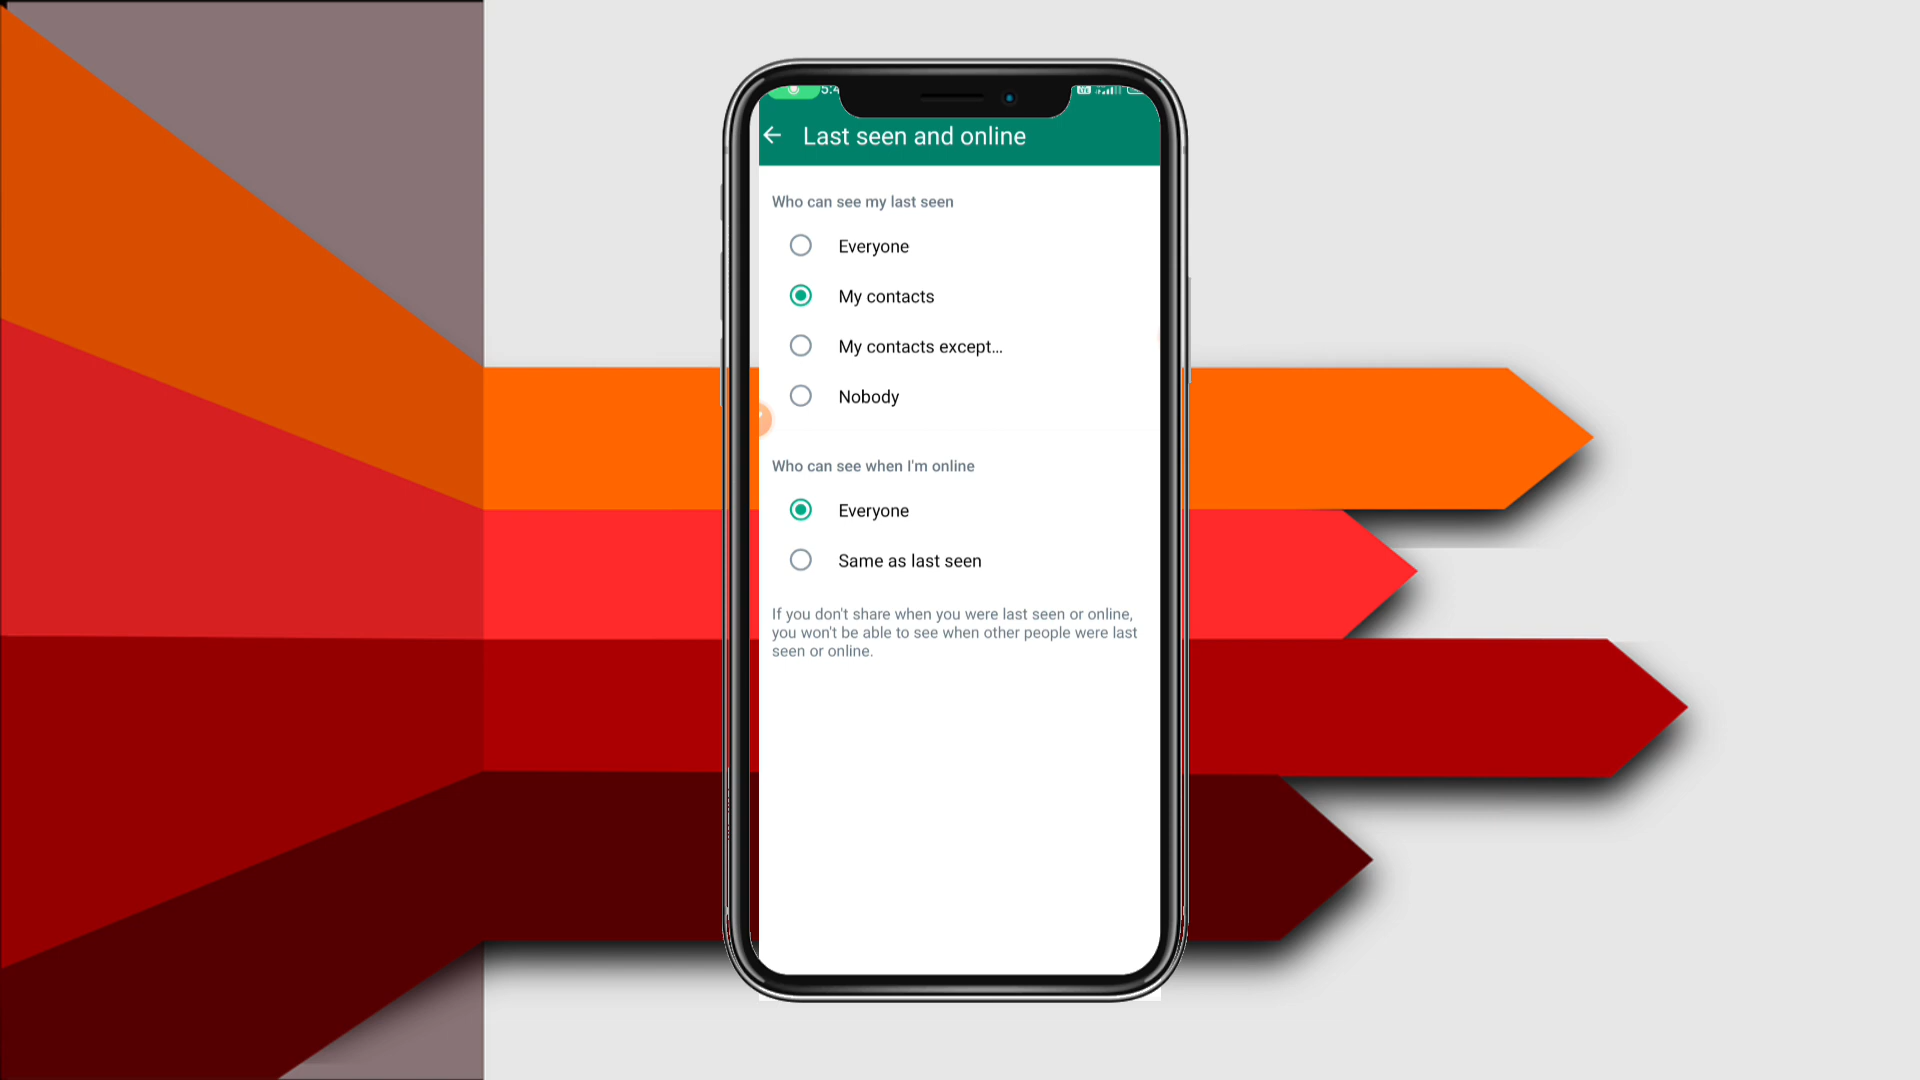 Last seen and online
Who can see my last seen
Everyone
My contacts
My contacts except...
Nobody
Who can see when I'm online
Everyone
Same as last seen
If you don't share when you were last seen or online,
you won't be able to see when other people were last
seen or online.